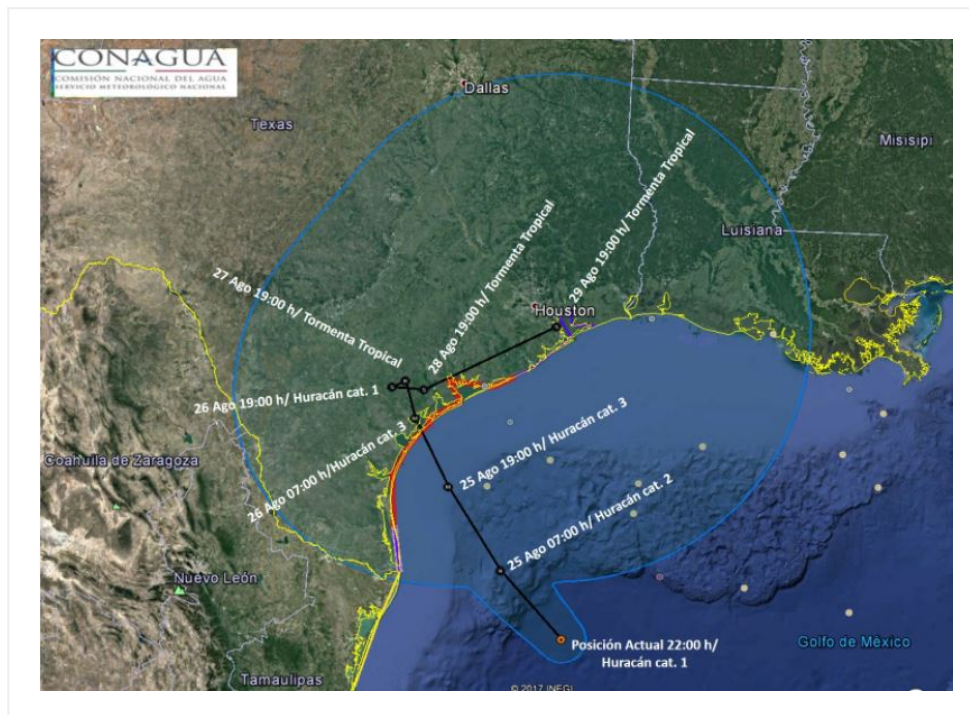 CONAGUA
COMISIÓN NACIONAL DEL AGUA
SERVICIO METEOROLÓGICO NACIONAL
Dallas
Texas
Misisipi
Luisiana
27 Ago 19:00 h/ Tormenta Tropical
28 Ago 19:00 h/ Tormenta Tropical
29 Ago 19:00 h/ Tormenta Tropical
Houston
26 Ago 19:00 h/ Huracán cat. 1
26 Ago 07:00 h/Huracán cat. 3
25 Ago 19:00 h/ Huracán cat. 3
25 Ago 07:00 h/ Huracán cat. 2
Coahuila de Zaragoza
Nuevo León
Posición Actual 22:00 h/
Huracán cat. 1
Golfo de Mèxico
Tamaulipas
© 2017 INEGI